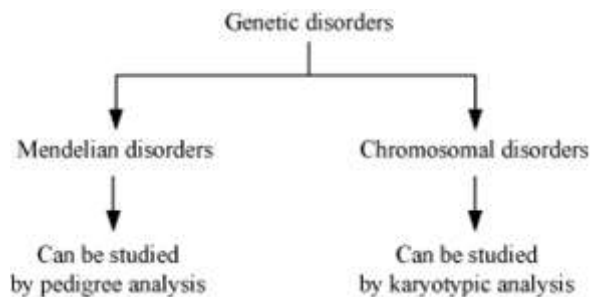 Genetic disorders
Mendelian disorders
Chromosomal disorders
Can be studied
by pedigree analysis
Can be studied
by karyotypic analysis